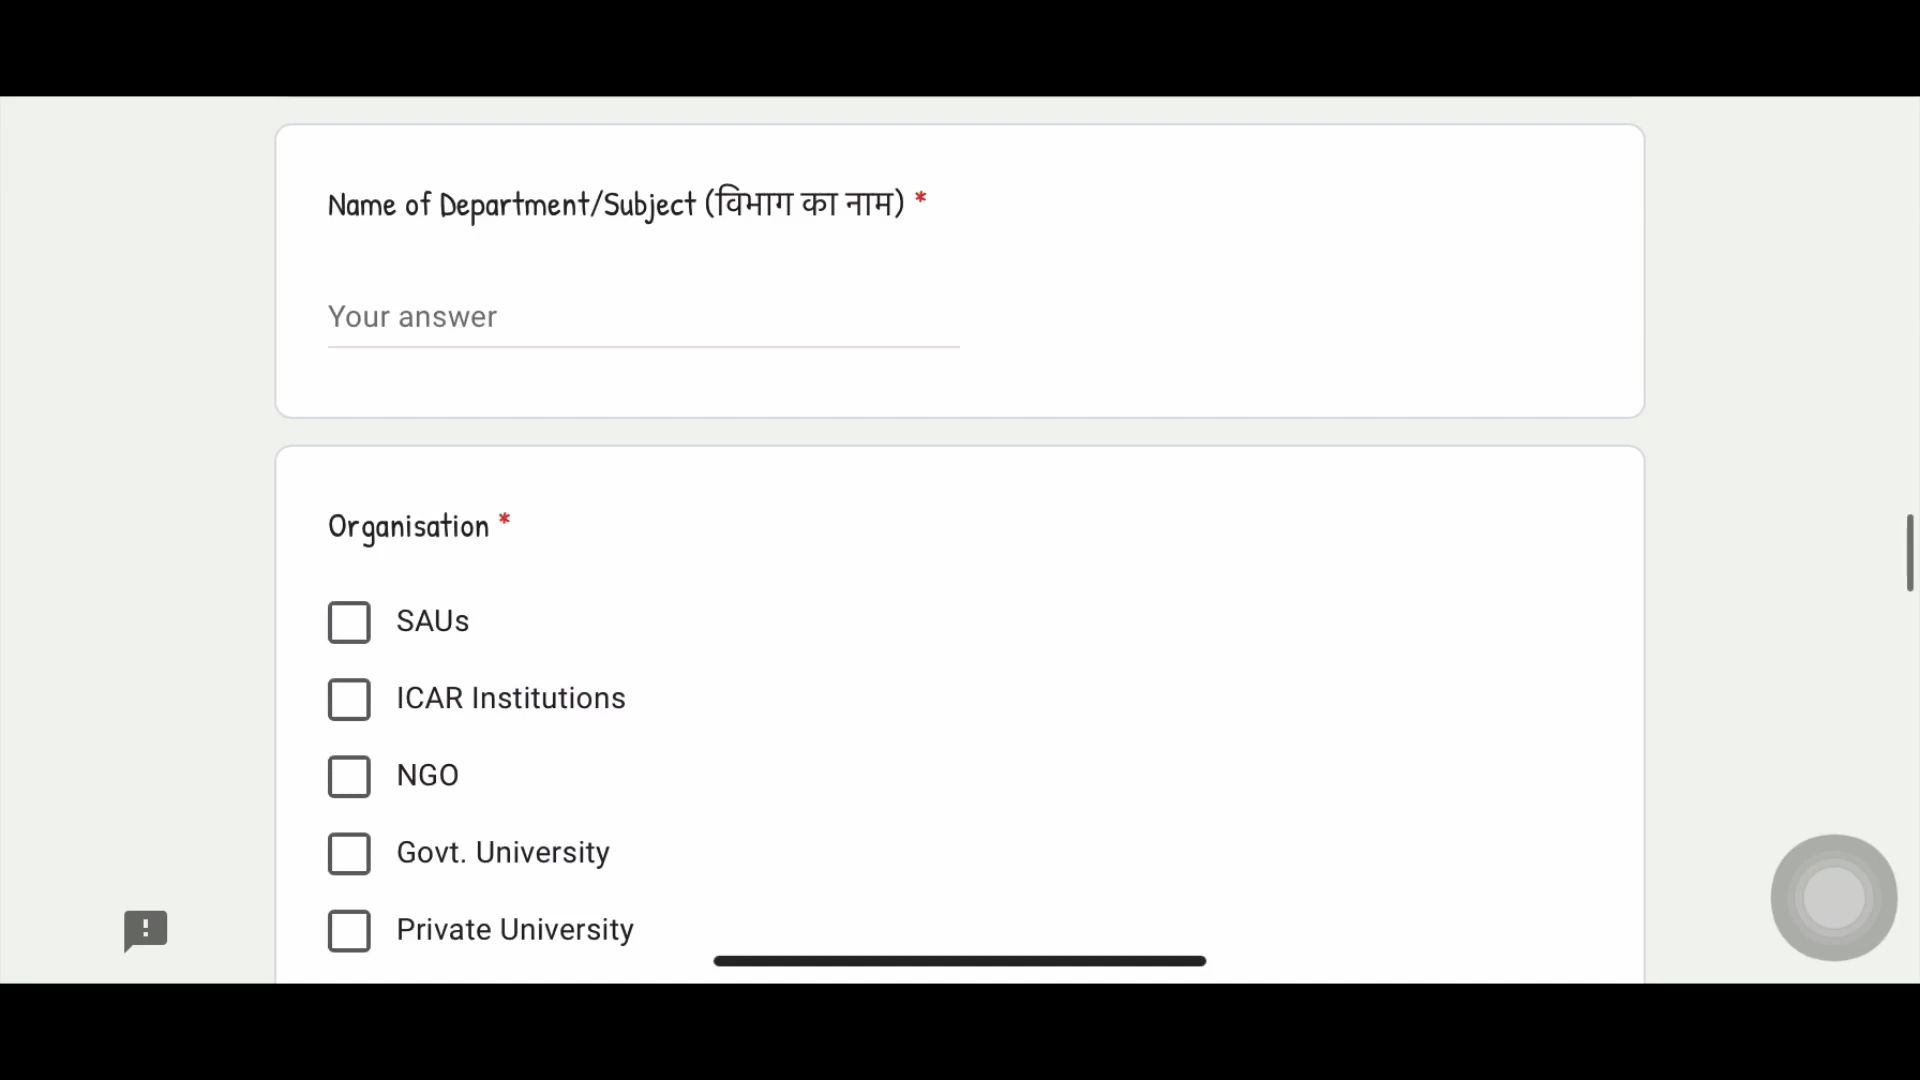 Name of Department/Subject (विभाग का नाम) *
Your answer
Organisation *
SAUs
ICAR Institutions
NGO
Govt. University
Private University